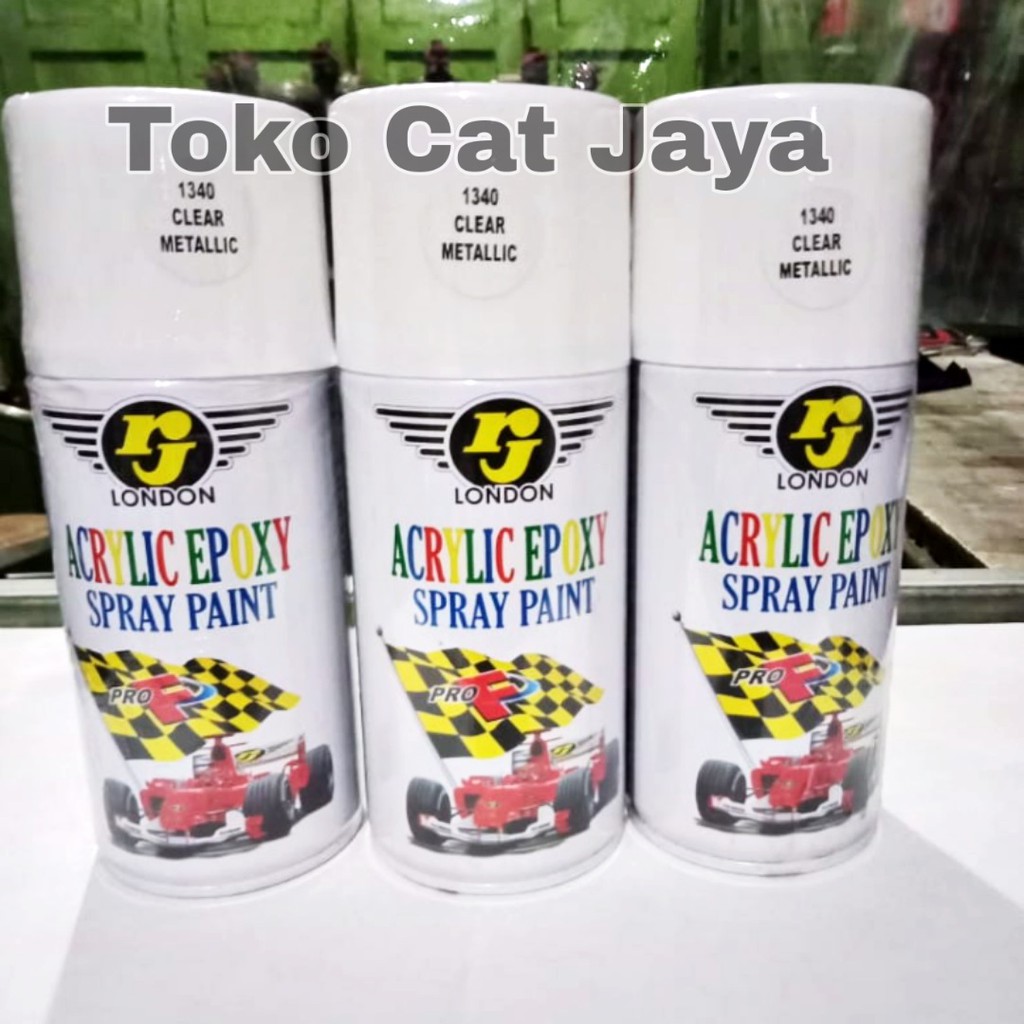 Toko Cat Jaya
1340
CLEAR
METALLIC
1340
CLEAR
METALLIC
1340
CLEAR
METALLIC
rj
LONDON
ACRYLIC EPOXY
SPRAY PAINT
PRO
rj
LONDON
ACRYLIC EPOXY
SPRAY PAINT
PRO
rj
LONDON
ACRYLIC EPOXY
SPRAY PAINT
PRO